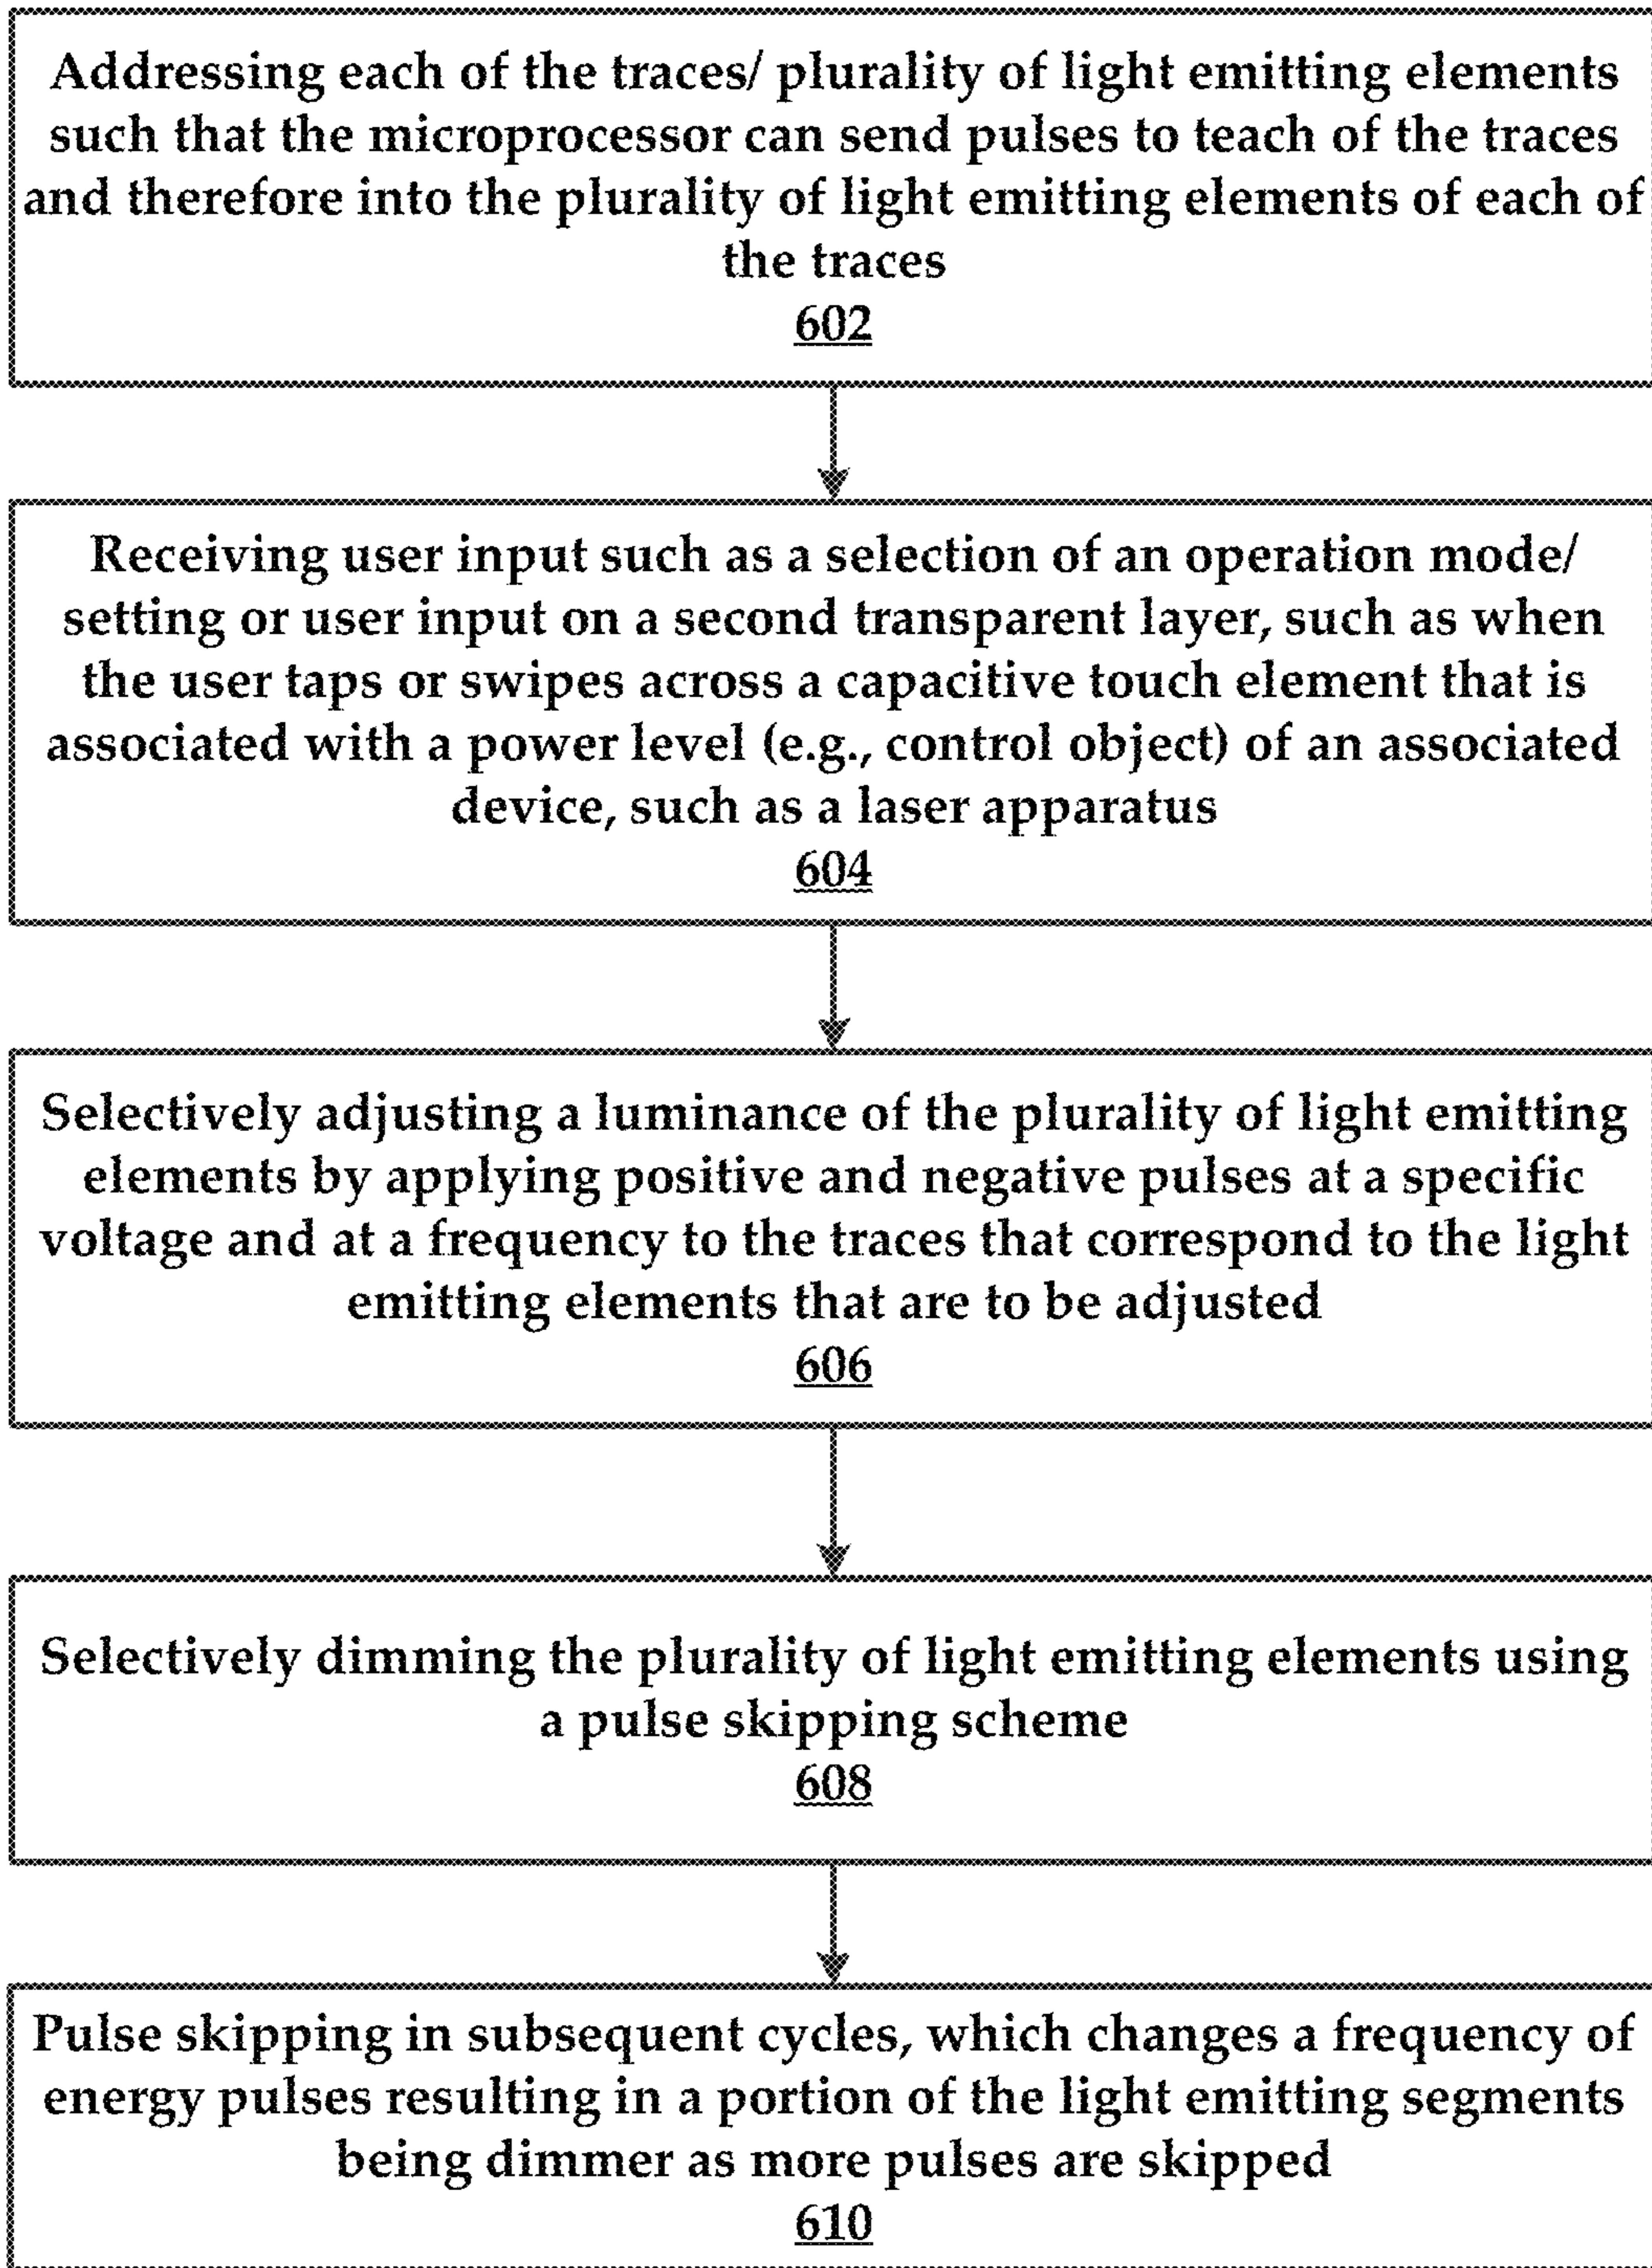 Addressing each of the traces/ plurality of light emitting elements
such that the microprocessor can send pulses to teach of the traces
and therefore into the plurality of light emitting elements of each of
the traces
602
Receiving user input such as a selection of an operation mode/
setting or user input on a second transparent layer, such as when
the user taps or swipes across a capacitive touch element that is
associated with a power level (e.g., control object) of an associated
device, such as a laser apparatus
604
Selectively adjusting a luminance of the plurality of light emitting
elements by applying positive and negative pulses at a specific
voltage and at a frequency to the traces that correspond to the light
emitting elements that are to be adjusted
606
Selectively dimming the plurality of light emitting elements using
a pulse skipping scheme
608
Pulse skipping in subsequent cycles, which changes a frequency of
energy pulses resulting in a portion of the light emitting segments
being dimmer as more pulses are skipped
610